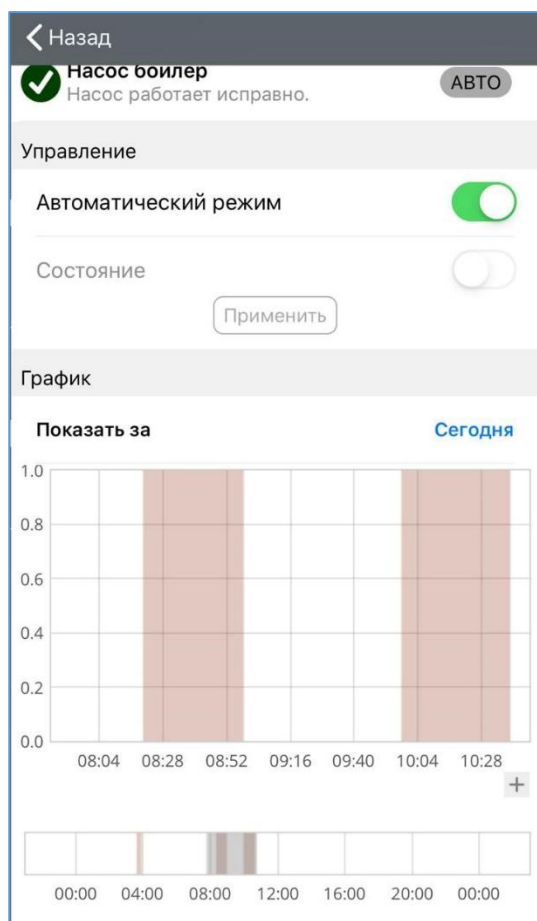 Назад
Насос бойлер
АВТО
Насос работает исправно.
Управление
Автоматический режим
Состояние
Применить
График
Показать за
Сегодня
1.0
0.8
0.6
0.4
0.2
0.0
08:04 08:28 08:52 09:16 09:40 10:04 10:28
+
00:00 04:00 08:00 12:00 16:00 20:00 00:00